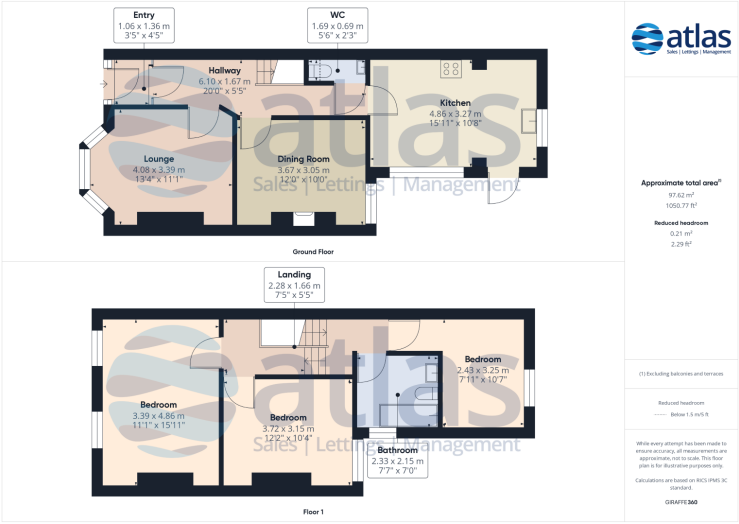 Entry
1.06 x 1.36 m
3'5" x 4'5"
WC
1.69 x 0.69 m
5'6" x 2'3"
Hallway
6.10 x 1.67 m
20'0" x 5'5"
Kitchen
4.86 x 3.27 m
15'11" x 10'8"
Lounge
4.08 x 3.39 m
13'4" x 11'1"
Dining Room
3.67 x 3.05 m
12'0" x 10'0"
atlas
Sales | Lettings | Management
Ground Floor
Landing
2.28 x 1.66 m
7'5" x 5'5"
Bedroom
3.39 x 4.86 m
11'1" x 15'11"
Bedroom
3.72 x 3.15 m
12'2" x 10'4"
Bedroom
2.43 x 3.25 m
7'11" x 10'7"
Bathroom
2.33 x 2.15 m
7'7" x 7'0"
atlas
Sales | Lettings | Management
Floor 1
atlas
Sales | Lettings | Management
Approximate total area(1)
97.62 m²
1050.77 ft²
Reduced headroom
0.21 m²
2.29 ft²
(1) Excluding balconies and terraces
Reduced headroom
Below 1.5 m/5 ft
While every attempt has been made to
ensure accuracy, all measurements are
approximate, not to scale. This floor
plan is for illustrative purposes only.
Calculations are based on RICS IPMS 3C
standard.
GIRAFFE360